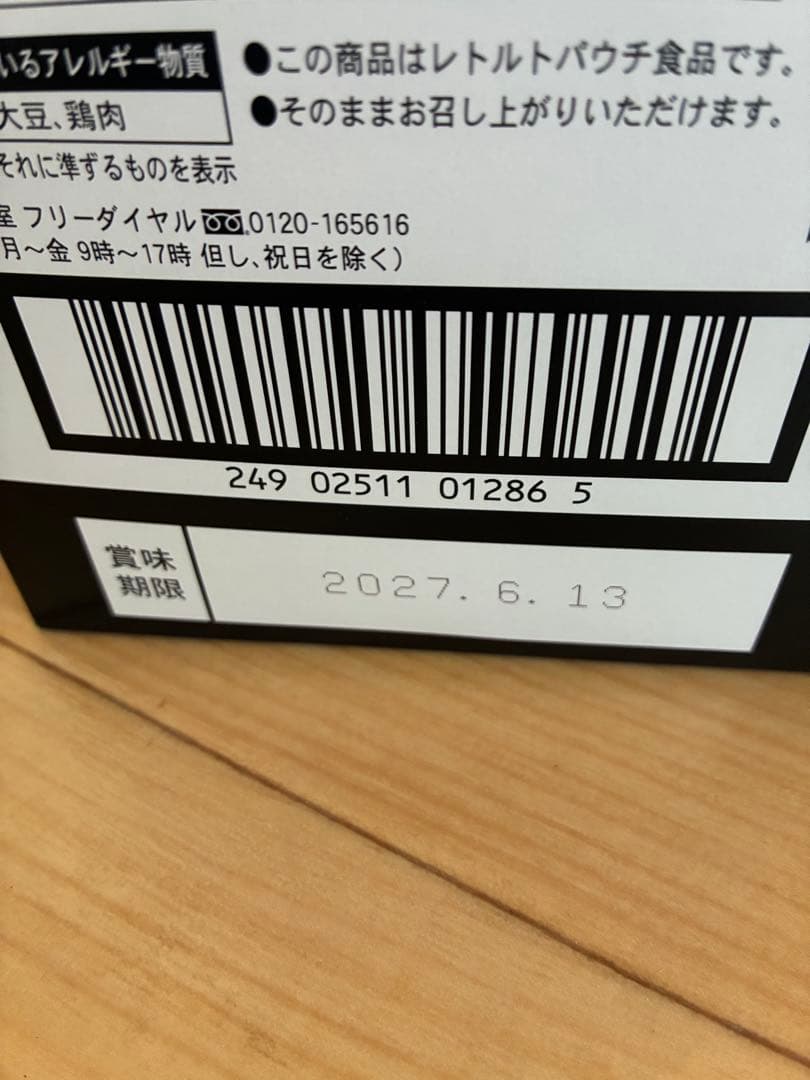 いるアレルギー物質
大豆、鶏肉
●この商品はレトルトパウチ食品です。
●そのままお召し上がりいただけます。
それに準ずるものを表示
室 フリーダイヤル 0120-165616
月～金 9時～17時 但し、祝日を除く）
249 02511 01286 5
賞味
期限
2027. 6. 13